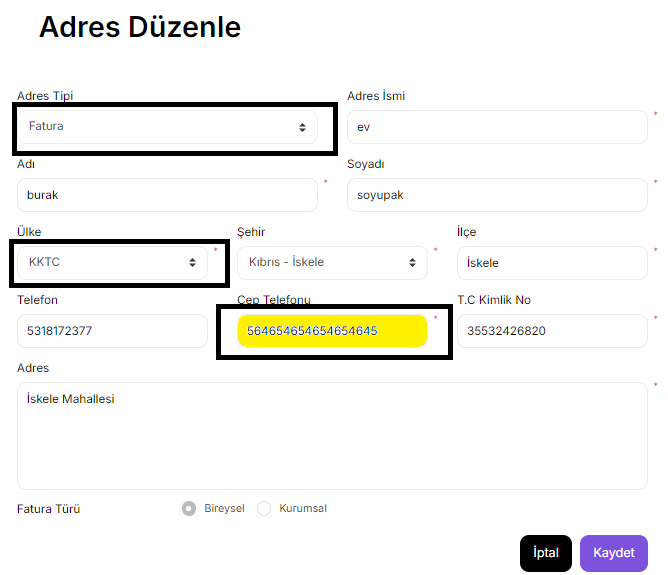 Adres Düzenle
Adres Tipi
Adres İsmi
Fatura
ev
*
Adı
Soyadı
burak
*
soyupak
*
Ülke
Şehir
İlçe
KKTC
*
Kıbrıs - İskele
*
İskele
*
Telefon
Cep Telefonu
T.C Kimlik No
5318172377
564654654654654645
*
35532426820
*
Adres
İskele Mahallesi
*
Fatura Türü
Bireysel
Kurumsal
İptal
Kaydet